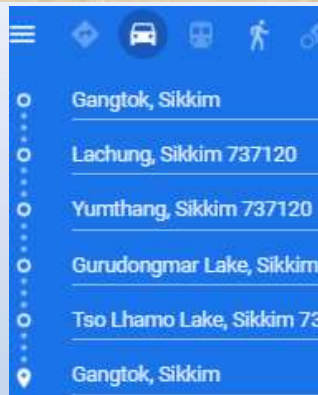 Gangtok, Sikkim
Lachung, Sikkim 737120
Yumthang, Sikkim 737120
Gurudongmar Lake, Sikkim
Tso Lhamo Lake, Sikkim 73
Gangtok, Sikkim